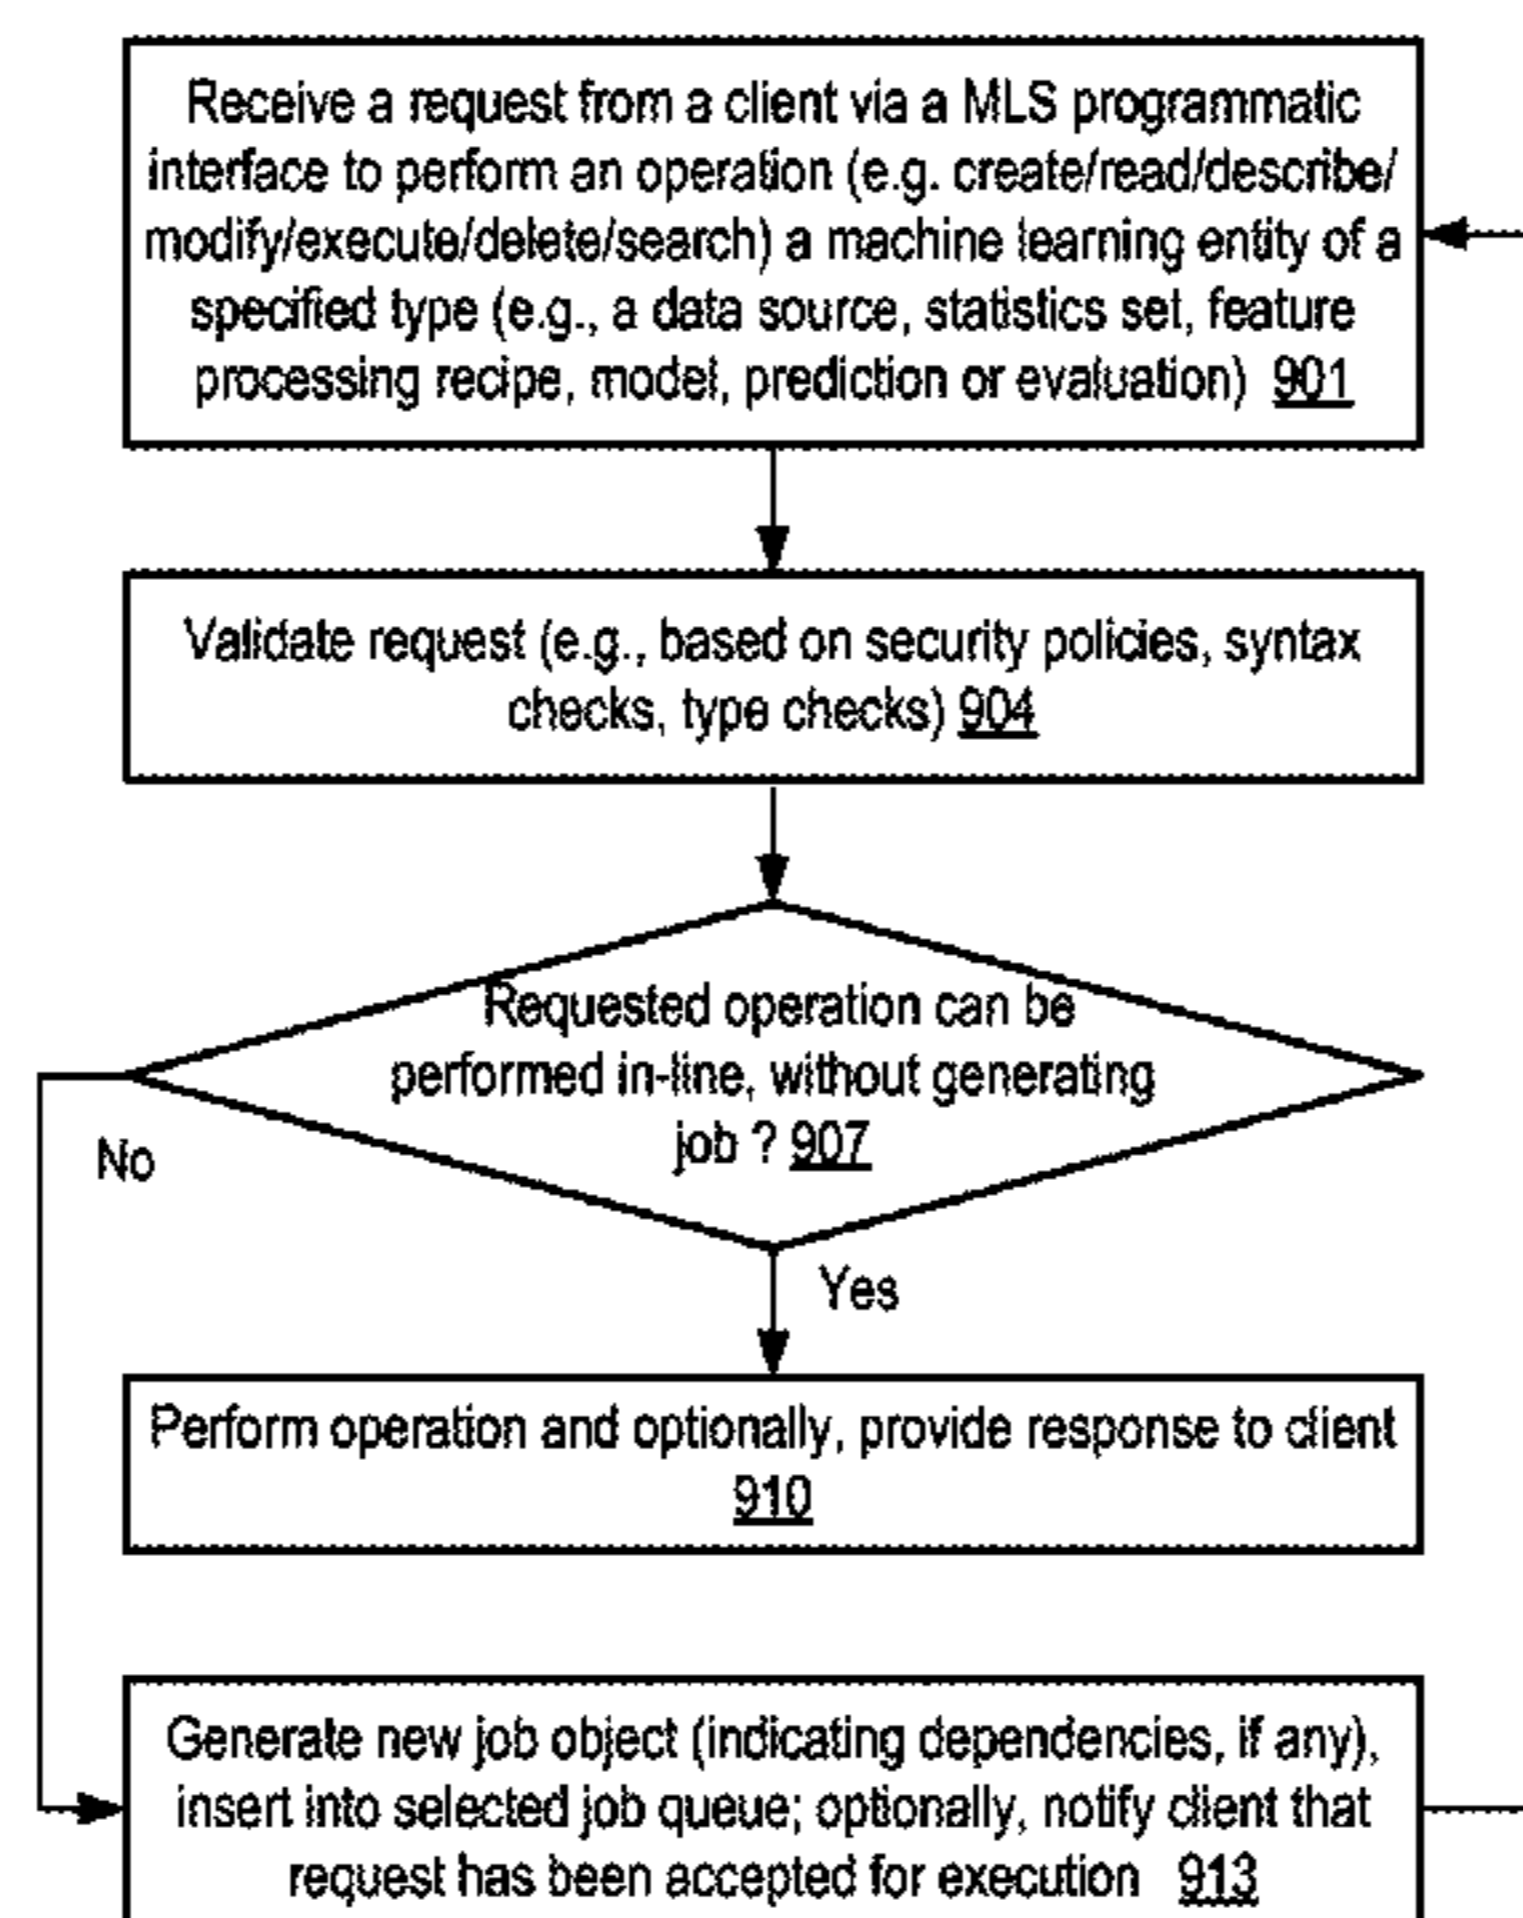 Receive a request from a client via a MLS programmatic
interface to perform an operation (e.g. create/read/describe/
modify/execute/delete/search) a machine learning entity of a
specified type (e.g., a data source, statistics set, feature
processing recipe, model, prediction or evaluation) 901
Validate request (e.g., based on security policies, syntax
checks, type checks) 904
Requested operation can be
performed in-line, without generating
job ? 907
No
Yes
Perform operation and optionally, provide response to client
910
Generate new job object (indicating dependencies, if any),
insert into selected job queue; optionally, notify client that
request has been accepted for execution 913